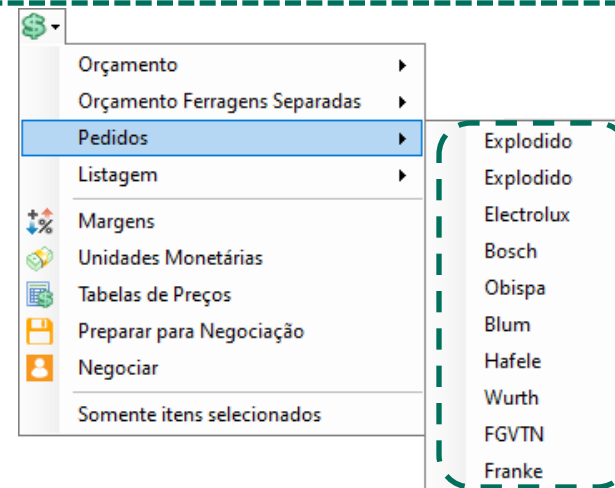 Orçamento
Orçamento Ferragens Separadas
Pedidos
Listagem
Margens
Unidades Monetárias
Tabelas de Preços
Preparar para Negociação
Negociar
Somente itens selecionados
Explodido
Explodido
Electrolux
Bosch
Obispa
Blum
Hafele
Wurth
FGVTN
Franke